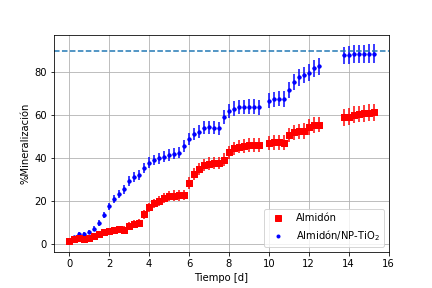 %Mineralización
80
60
40
20
0
0 2 4 6 8 10 12 14 16
Tiempo [d]
Almidón
Almidón/NP-TiO₂